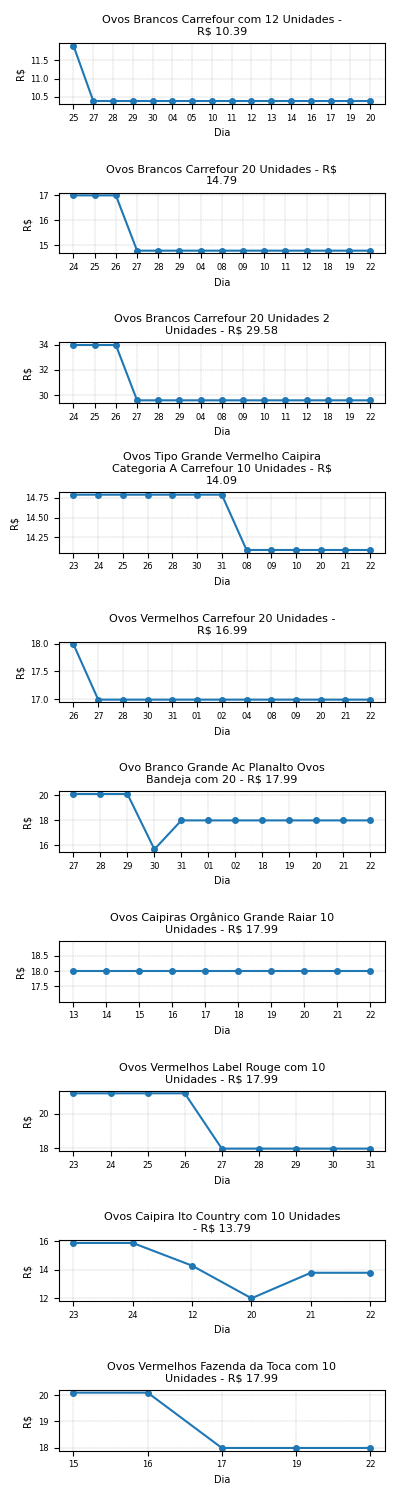 Ovos Brancos Carrefour com 12 Unidades -
R$ 10.39
11.5
11.0
10.5
R$
25 27 28 29 30 04 05 10 11 12 13 14 16 17 19 20
Dia
Ovos Brancos Carrefour 20 Unidades - R$
14.79
17
16
15
R$
24 25 26 27 28 29 04 08 09 10 11 12 18 19 22
Dia
Ovos Brancos Carrefour 20 Unidades 2
Unidades - R$ 29.58
34
32
30
R$
24 25 26 27 28 29 04 08 09 10 11 12 18 19 22
Dia
Ovos Tipo Grande Vermelho Caipira
Categoria A Carrefour 10 Unidades - R$
14.09
14.75
14.50
14.25
R$
23 24 25 26 28 30 31 08 09 10 20 21 22
Dia
Ovos Vermelhos Carrefour 20 Unidades -
R$ 16.99
18.0
17.5
17.0
R$
26 27 28 30 31 01 02 04 08 09 20 21 22
Dia
Ovo Branco Grande Ac Planalto Ovos
Bandeja com 20 - R$ 17.99
20
18
16
R$
27 28 29 30 31 01 02 18 19 20 21 22
Dia
Ovos Caipiras Orgânico Grande Raiar 10
Unidades - R$ 17.99
18.5
18.0
17.5
R$
13 14 15 16 17 18 19 20 21 22
Dia
Ovos Vermelhos Label Rouge com 10
Unidades - R$ 17.99
20
18
R$
23 24 25 26 27 28 29 30 31
Dia
Ovos Caipira Ito Country com 10 Unidades
- R$ 13.79
16
14
12
R$
23 24 12 20 21 22
Dia
Ovos Vermelhos Fazenda da Toca com 10
Unidades - R$ 17.99
20
19
18
R$
15 16 17 19 22
Dia